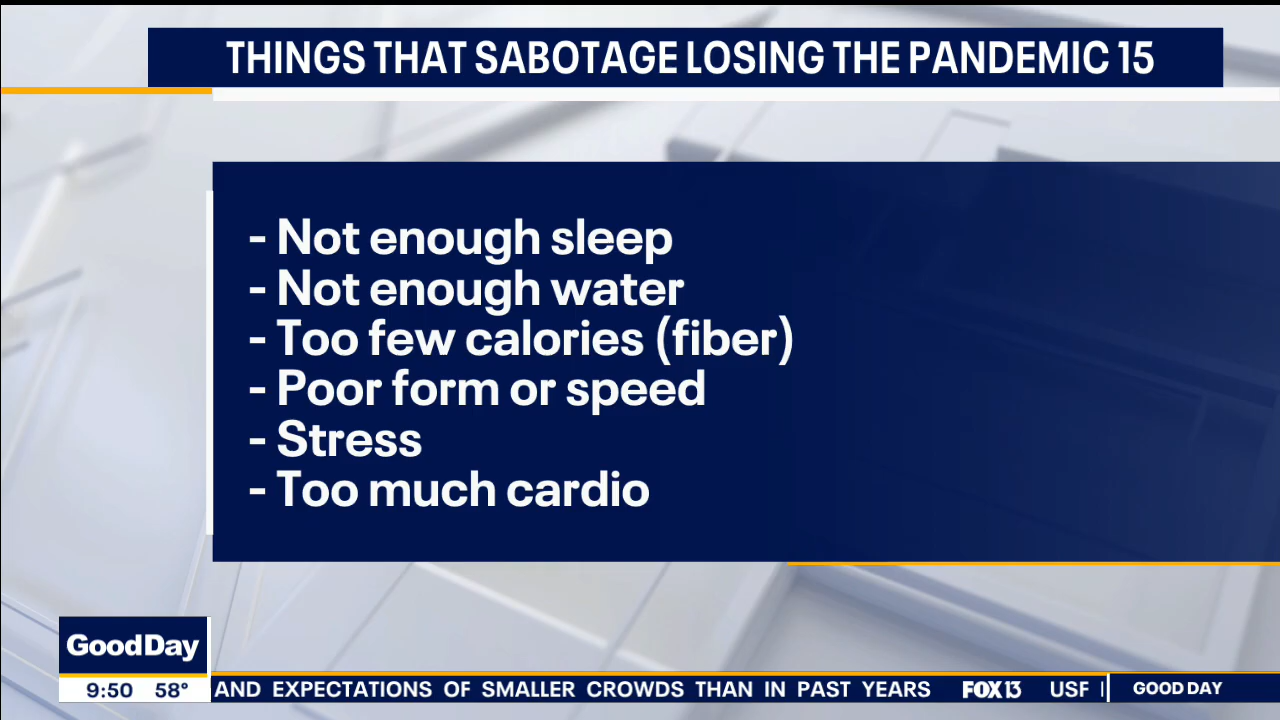 THINGS THAT SABOTAGE LOSING THE PANDEMIC 15
- Not enough sleep
- Not enough water
- Too few calories (fiber)
- Poor form or speed
- Stress
- Too much cardio
GoodDay
9:50 58° AND EXPECTATIONS OF SMALLER CROWDS THAN IN PAST YEARS FOX 13 USF GOOD DAY